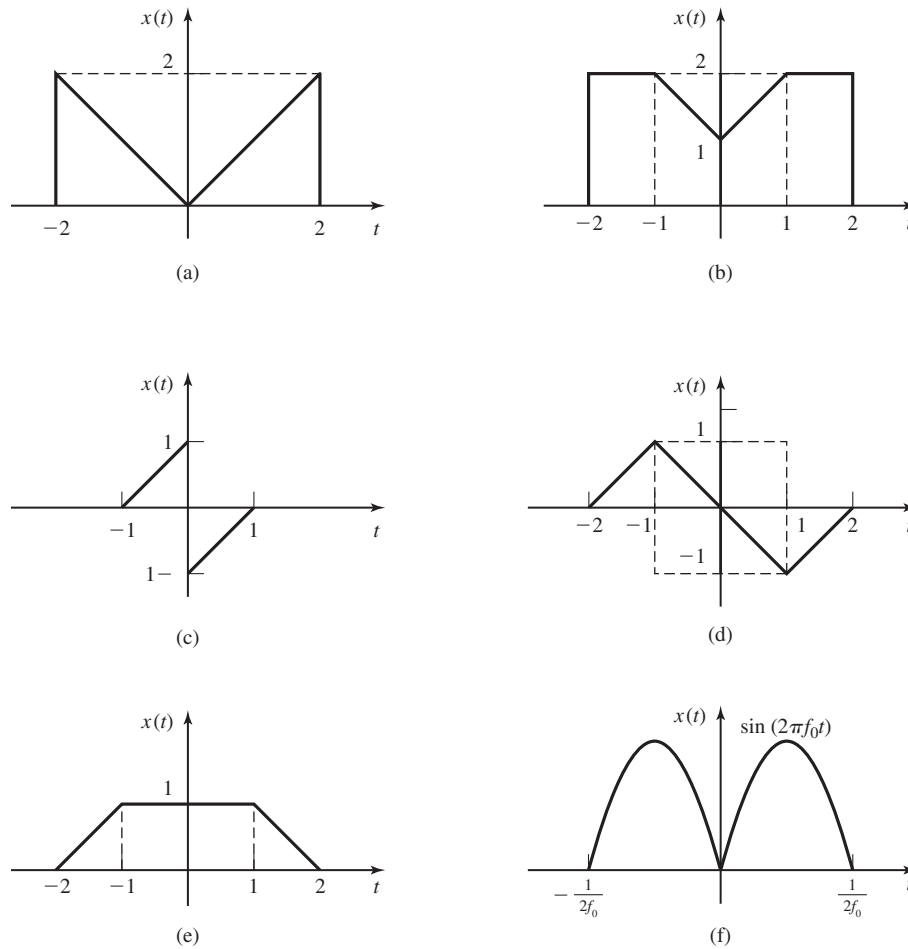 x(t)
2
−2
2
t
(a)
x(t)
2
1
−2
−1
1
2
t
(b)
x(t)
1
−1
1
t
1−
(c)
x(t)
1
−2
−1
1
2
t
−1
(d)
x(t)
1
−2
−1
1
2
t
(e)
x(t)
sin (2πf₀t)
− 1/2f₀
1/2f₀
t
(f)